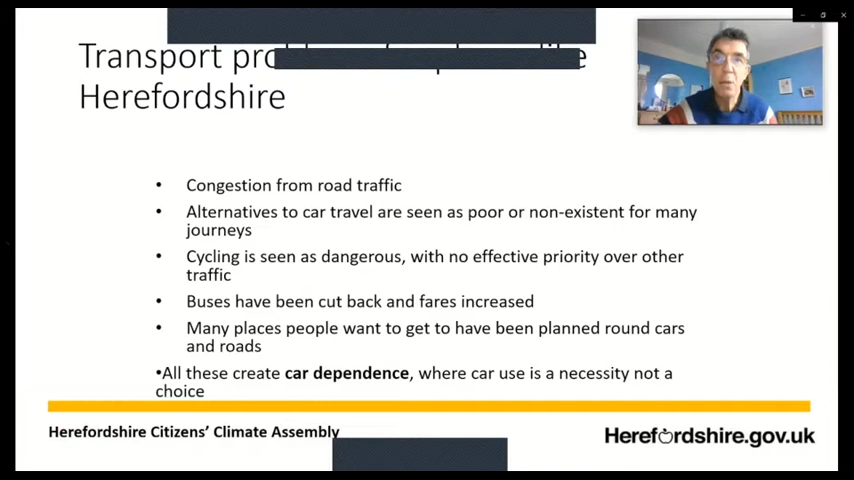 Transport
Herefordshire
• Congestion from road traffic
• Alternatives to car travel are seen as poor or non-existent for many
journeys
• Cycling is seen as dangerous, with no effective priority over other
traffic
• Buses have been cut back and fares increased
• Many places people want to get to have been planned round cars
and roads
•All these create car dependence, where car use is a necessity not a
choice
Herefordshire Citizens' Climate Assembly
Herefordshire.gov.uk